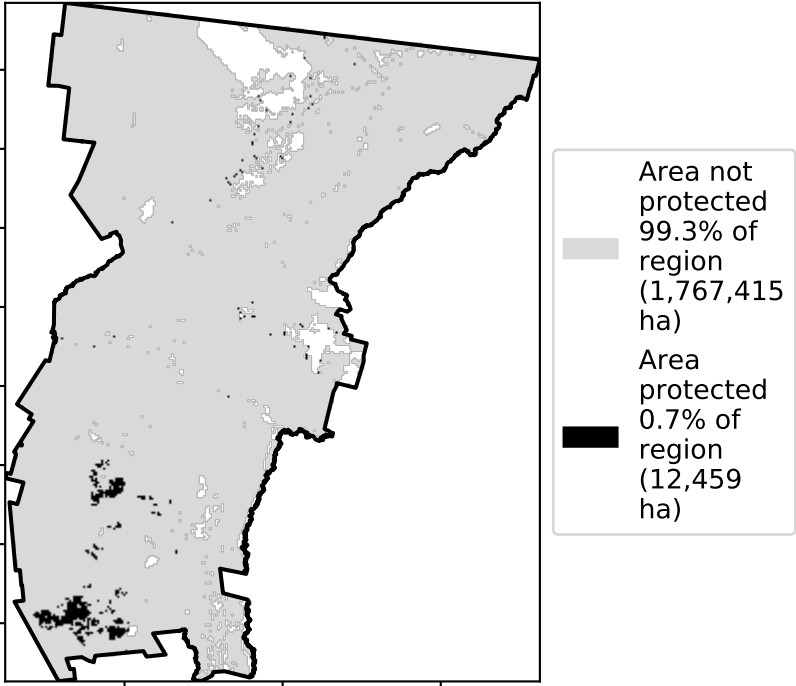 Area not
protected
99.3% of
region
(1,767,415
ha)
Area
protected
0.7% of
region
(12,459
ha)